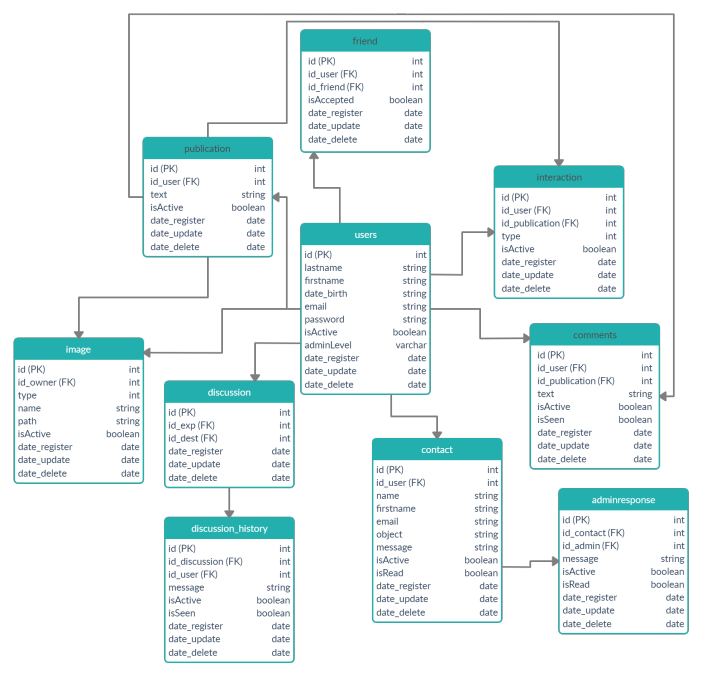 friend
id (PK) int
id_user (FK) int
id_friend (FK) int
isAccepted boolean
date_register date
date_update date
date_delete date
publication
id (PK) int
id_user (FK) int
text string
isActive boolean
date_register date
date_update date
date_delete date
interaction
id (PK) int
id_user (FK) int
id_publication (FK) int
type int
isActive boolean
date_register date
date_update date
date_delete date
users
id (PK) int
lastname string
firstname string
date_birth string
email string
password string
isActive boolean
adminLevel varchar
date_register date
date_update date
date_delete date
image
id (PK) int
id_owner (FK) int
type int
name string
path string
isActive boolean
date_register date
date_update date
date_delete date
comments
id (PK) int
id_user (FK) int
id_publication (FK) int
text string
isActive boolean
isSeen boolean
date_register date
date_update date
date_delete date
discussion
id (PK) int
id_exp (FK) int
id_dest (FK) int
date_register date
date_update date
date_delete date
contact
id (PK) int
id_user (FK) int
name string
firstname string
email string
object string
message string
isActive boolean
isRead boolean
date_register date
date_update date
date_delete date
adminresponse
id (PK) int
id_contact (FK) int
id_admin (FK) int
message string
isActive boolean
isRead boolean
date_register date
date_update date
date_delete date
discussion_history
id (PK) int
id_discussion (FK) int
id_user (FK) int
message string
isActive boolean
isSeen boolean
date_register date
date_update date
date_delete date